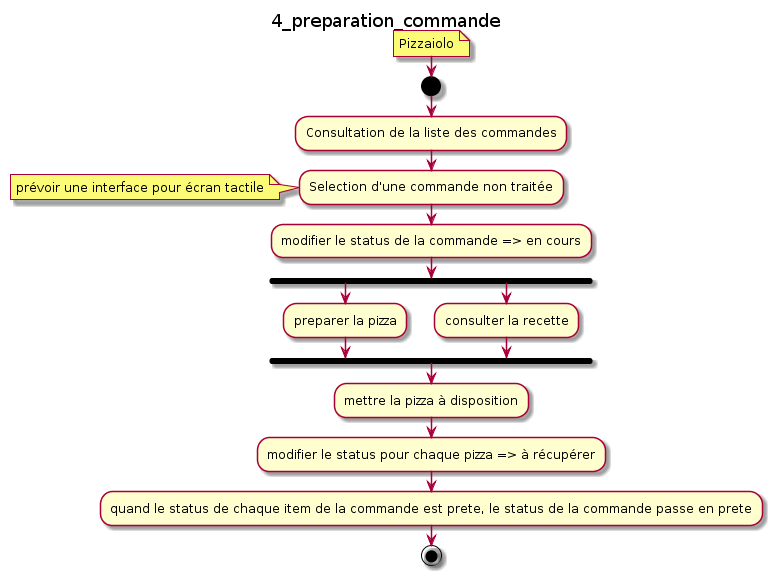 4_preparation_commande
Pizzaiolo
Consultation de la liste des commandes
prévoir une interface pour écran tactile
Selection d'une commande non traitée
modifier le status de la commande => en cours
preparer la pizza
consulter la recette
mettre la pizza à disposition
modifier le status pour chaque pizza => à récupérer
quand le status de chaque item de la commande est prete, le status de la commande passe en prete